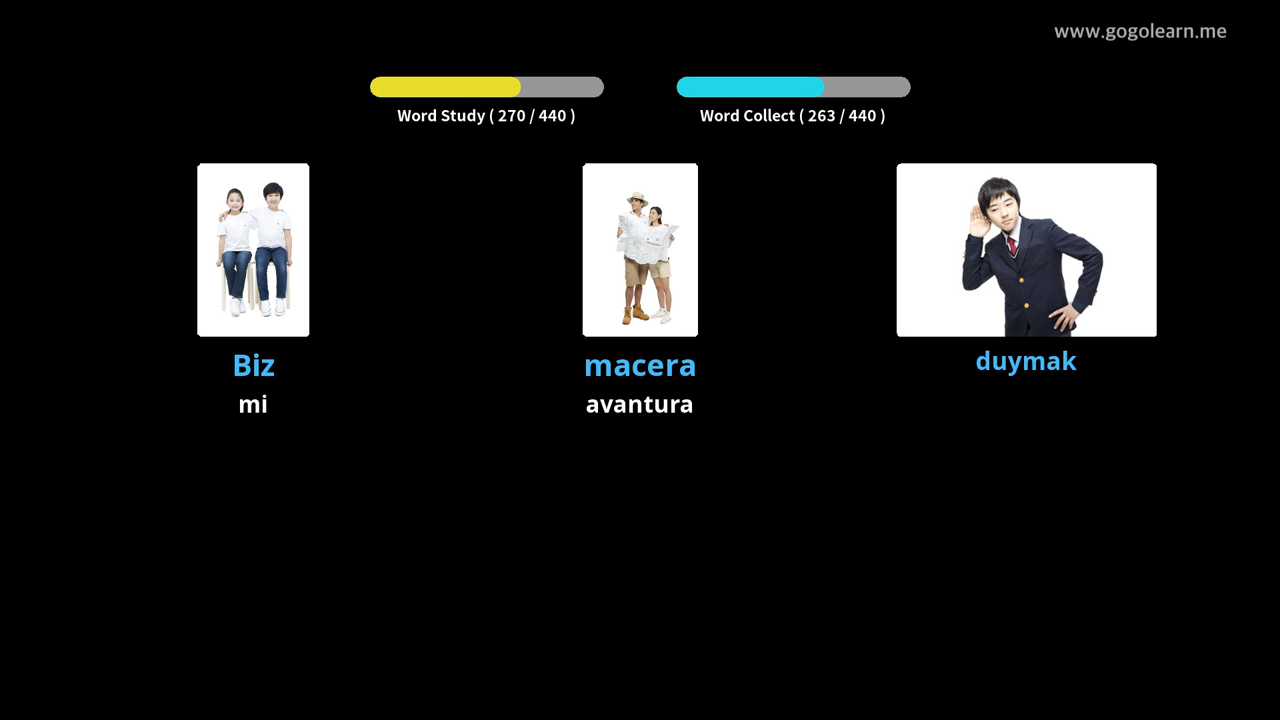 www.gogolearn.me
Word Study ( 270 / 440 )
Word Collect ( 263 / 440 )
Biz
mi
macera
avantura
duymak